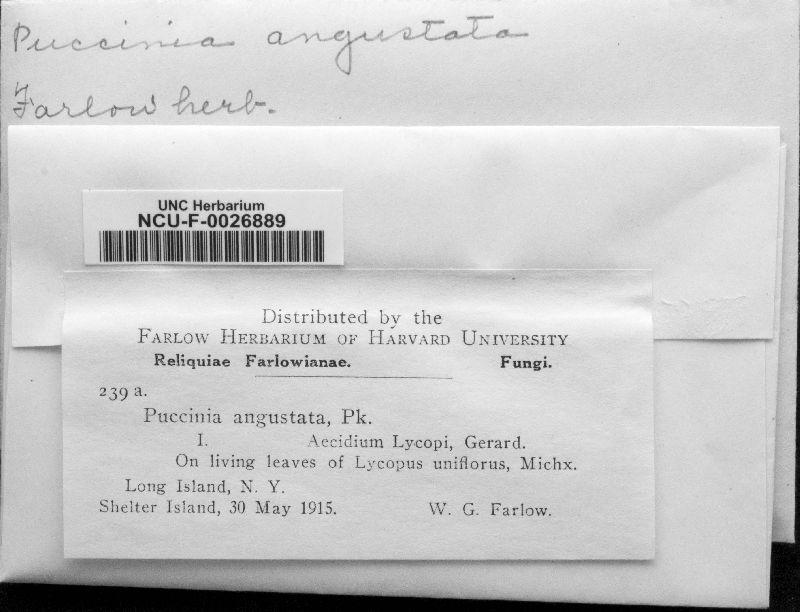 Puccinia angustata
Farlow herb.
UNC Herbarium
NCU-F-0026889
Distributed by the
FARLOW HERBARIUM OF HARVARD UNIVERSITY
Reliquiae Farlowianae. Fungi.
239 a.
Puccinia angustata, Pk.
I. Aecidium Lycopi, Gerard.
On living leaves of Lycopus uniflorus, Michx.
Long Island, N. Y.
Shelter Island, 30 May 1915. W. G. Farlow.